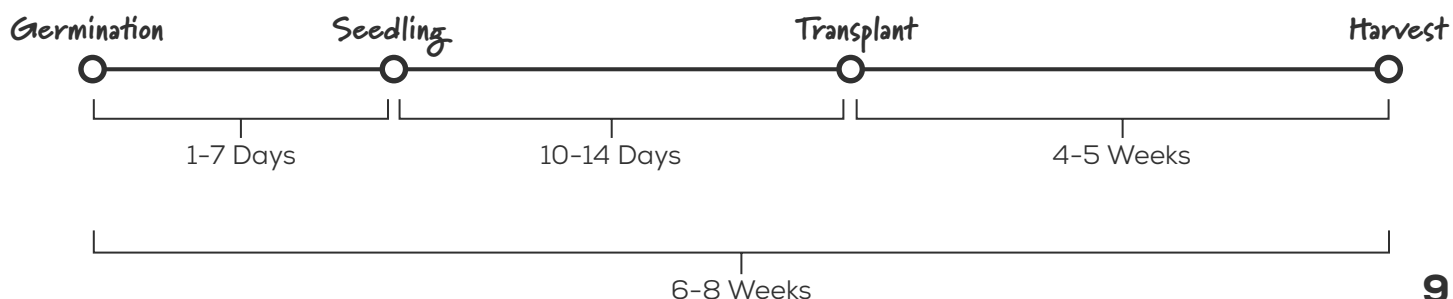 Germination Seedling Transplant Harvest
1-7 Days 10-14 Days 4-5 Weeks
6-8 Weeks
9